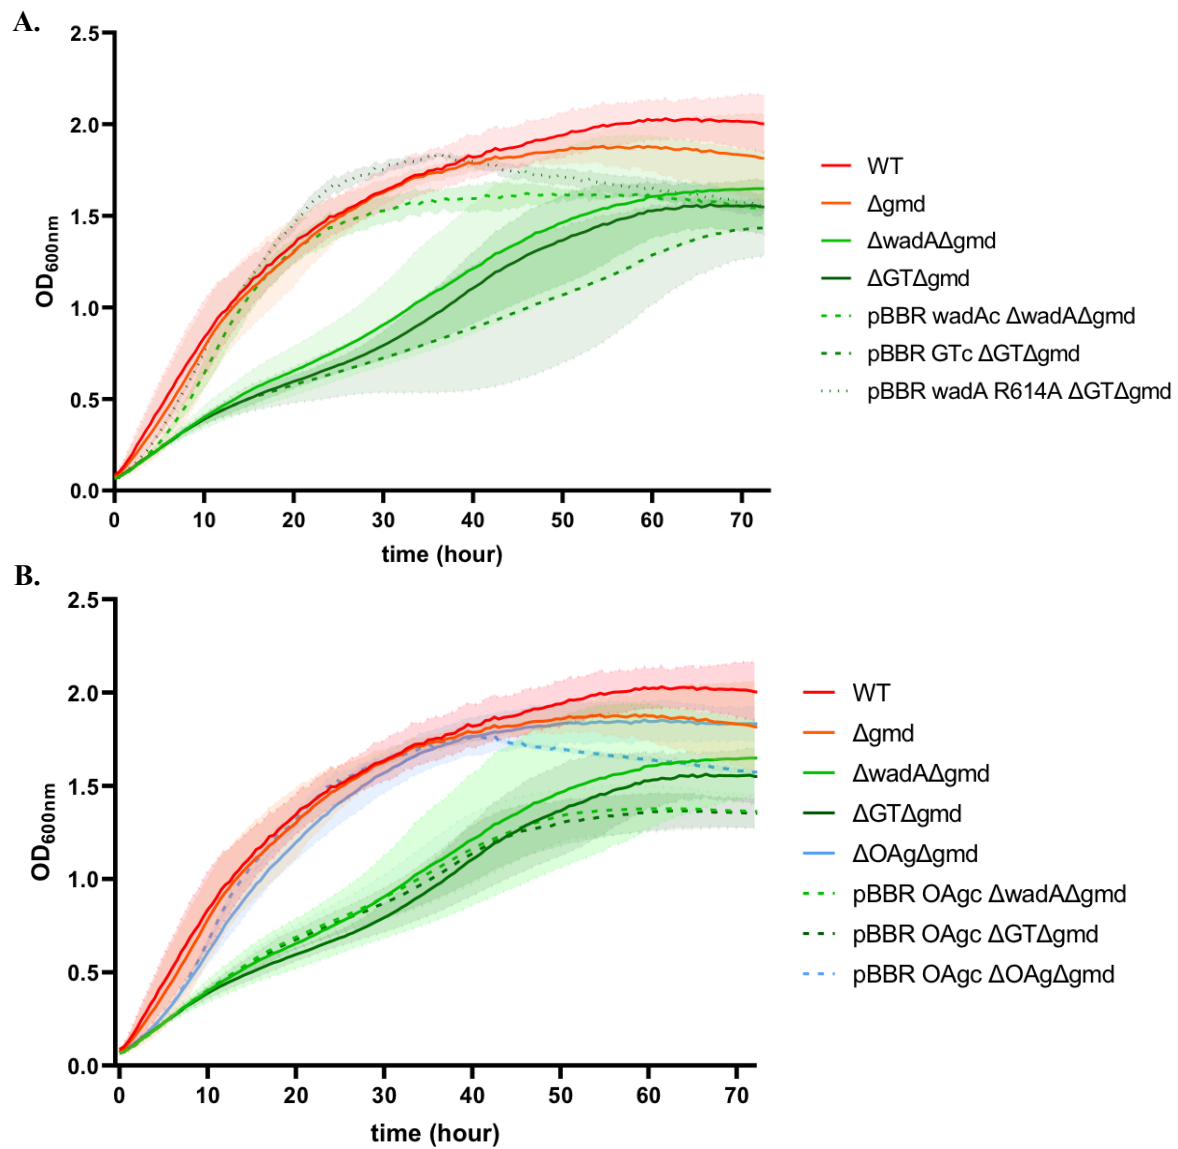 A.
2.5
2.0
1.5
1.0
0.5
0.0
OD600nm
0 10 20 30 40 50 60 70
time (hour)
WT
Δgmd
ΔwadAΔgmd
ΔGTΔgmd
pBBR wadAc ΔwadAΔgmd
pBBR GTc ΔGTΔgmd
pBBR wadA R614A ΔGTΔgmd
B.
2.5
2.0
1.5
1.0
0.5
0.0
OD600nm
0 10 20 30 40 50 60 70
time (hour)
WT
Δgmd
ΔwadAΔgmd
ΔGTΔgmd
ΔOAgΔgmd
pBBR OAgc ΔwadAΔgmd
pBBR OAgc ΔGTΔgmd
pBBR OAgc ΔOAgΔgmd